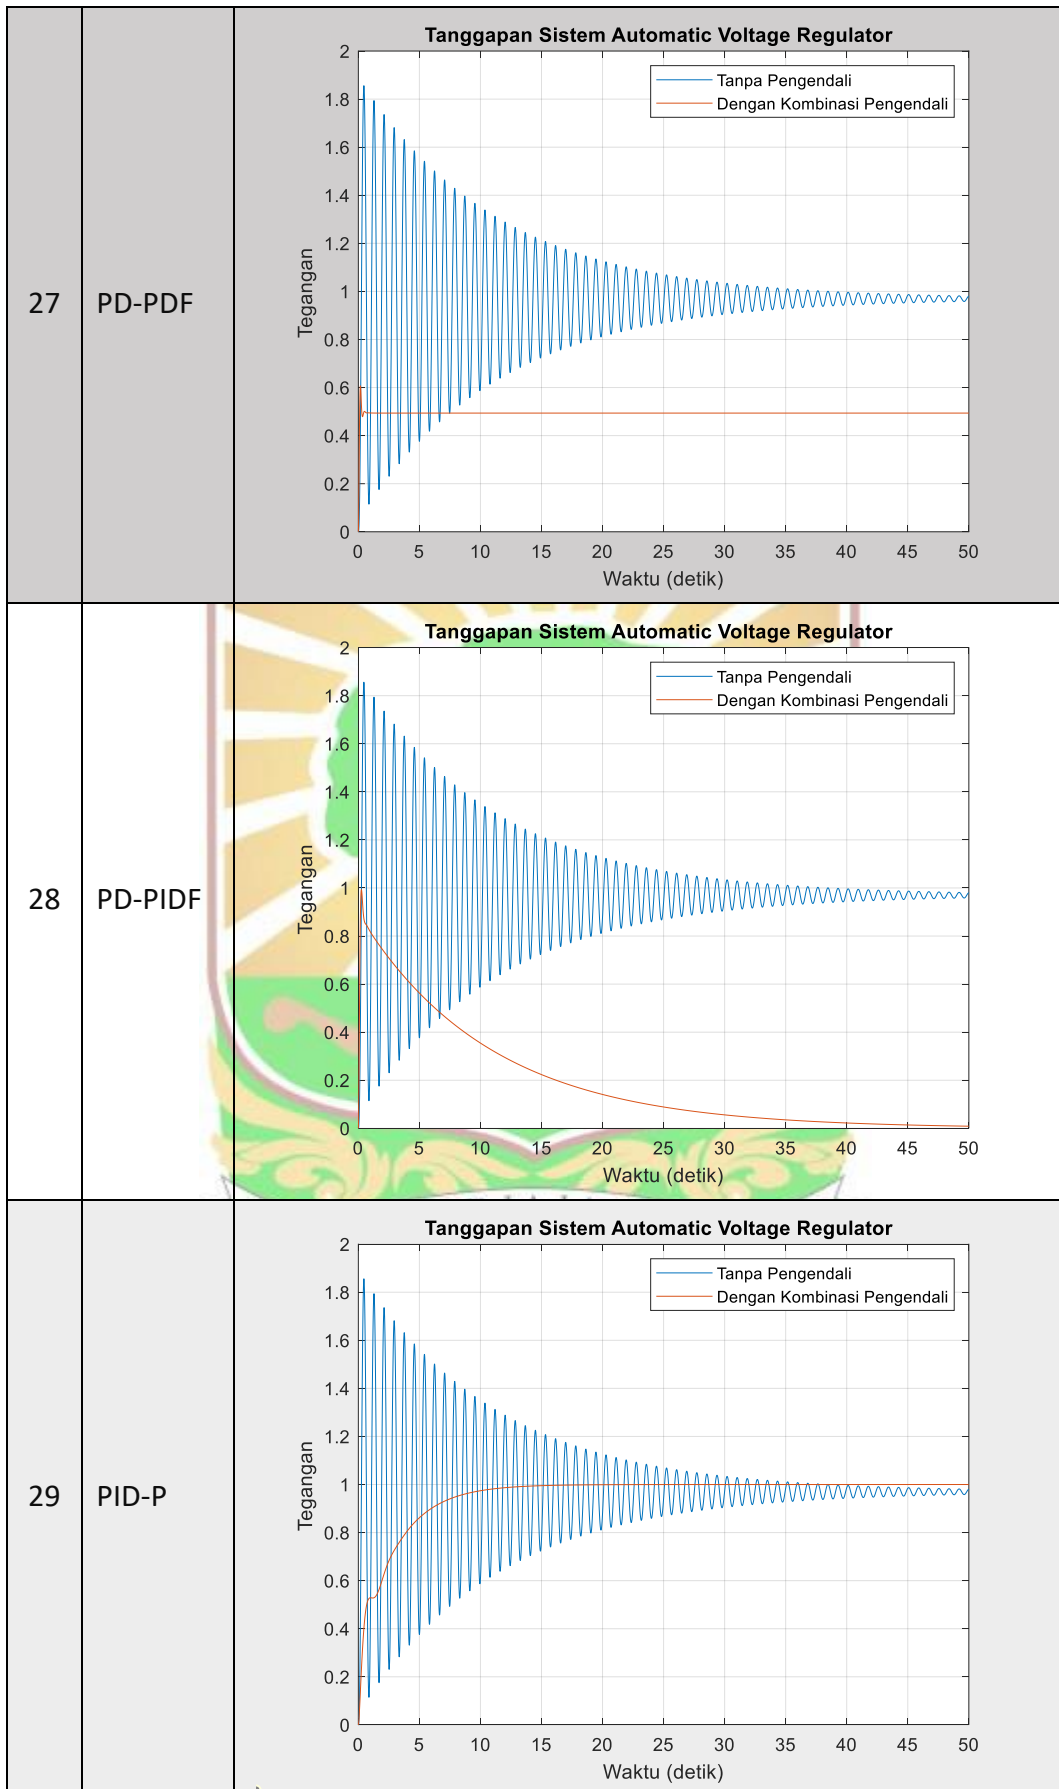 Tanggapan Sistem Automatic Voltage Regulator
2
Tanpa Pengendali
1.8
Dengan Kombinasi Pengendali
1.6
1.4
1.2
27 PD-PDF
Tegangan
1
0.8
0.6
0.4
0.2
0
0 5 10 15 20 25 30 35 40 45 50
Waktu (detik)
Tanggapan Sistem Automatic Voltage Regulator
2
Tanpa Pengendali
1.8
Dengan Kombinasi Pengendali
1.6
1.4
1.2
28 PD-PIDF
Tegangan
1
0.8
0.6
0.4
0.2
0
0 5 10 15 20 25 30 35 40 45 50
Waktu (detik)
Tanggapan Sistem Automatic Voltage Regulator
2
Tanpa Pengendali
1.8
Dengan Kombinasi Pengendali
1.6
1.4
1.2
29 PID-P
Tegangan
1
0.8
0.6
0.4
0.2
0
0 5 10 15 20 25 30 35 40 45 50
Waktu (detik)